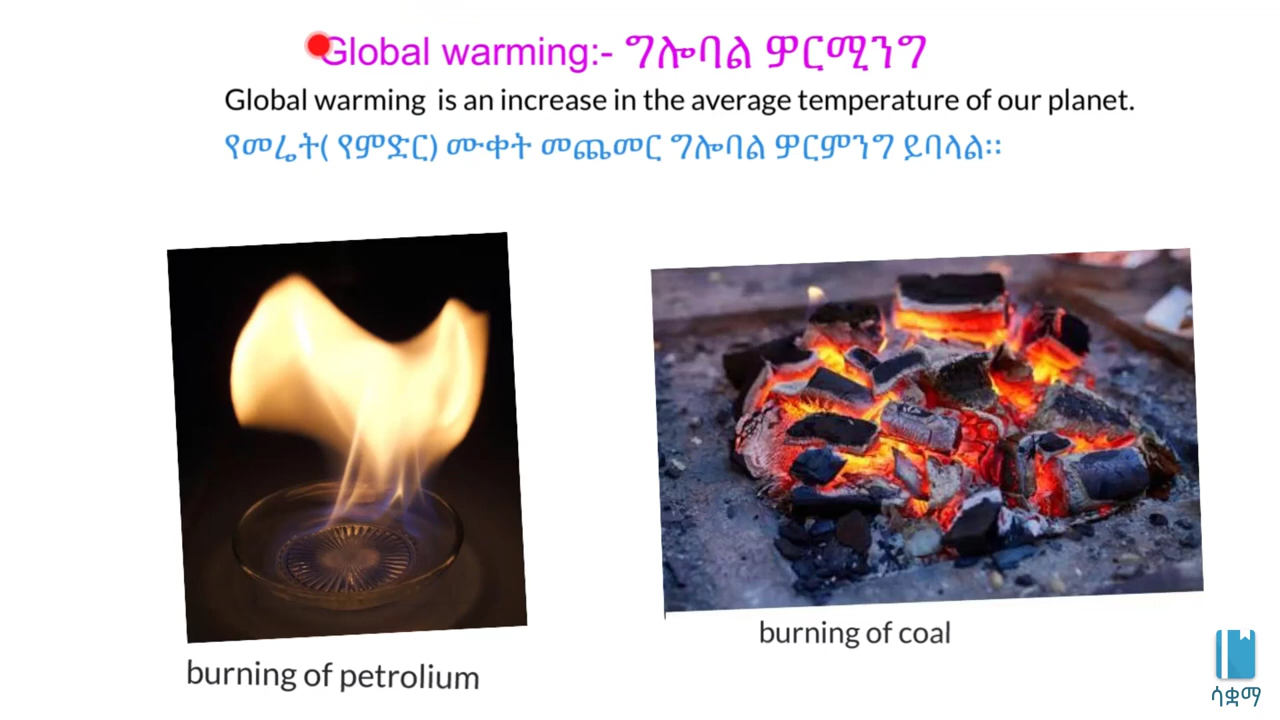 Global warming:- ግሎባል ዎርሚንግ
Global warming is an increase in the average temperature of our planet.
የመሬት( የምድር) ሙቀት መጨመር ግሎባል ዎርምንግ ይባላል።
burning of coal
burning of petrolium
ሳቋማ